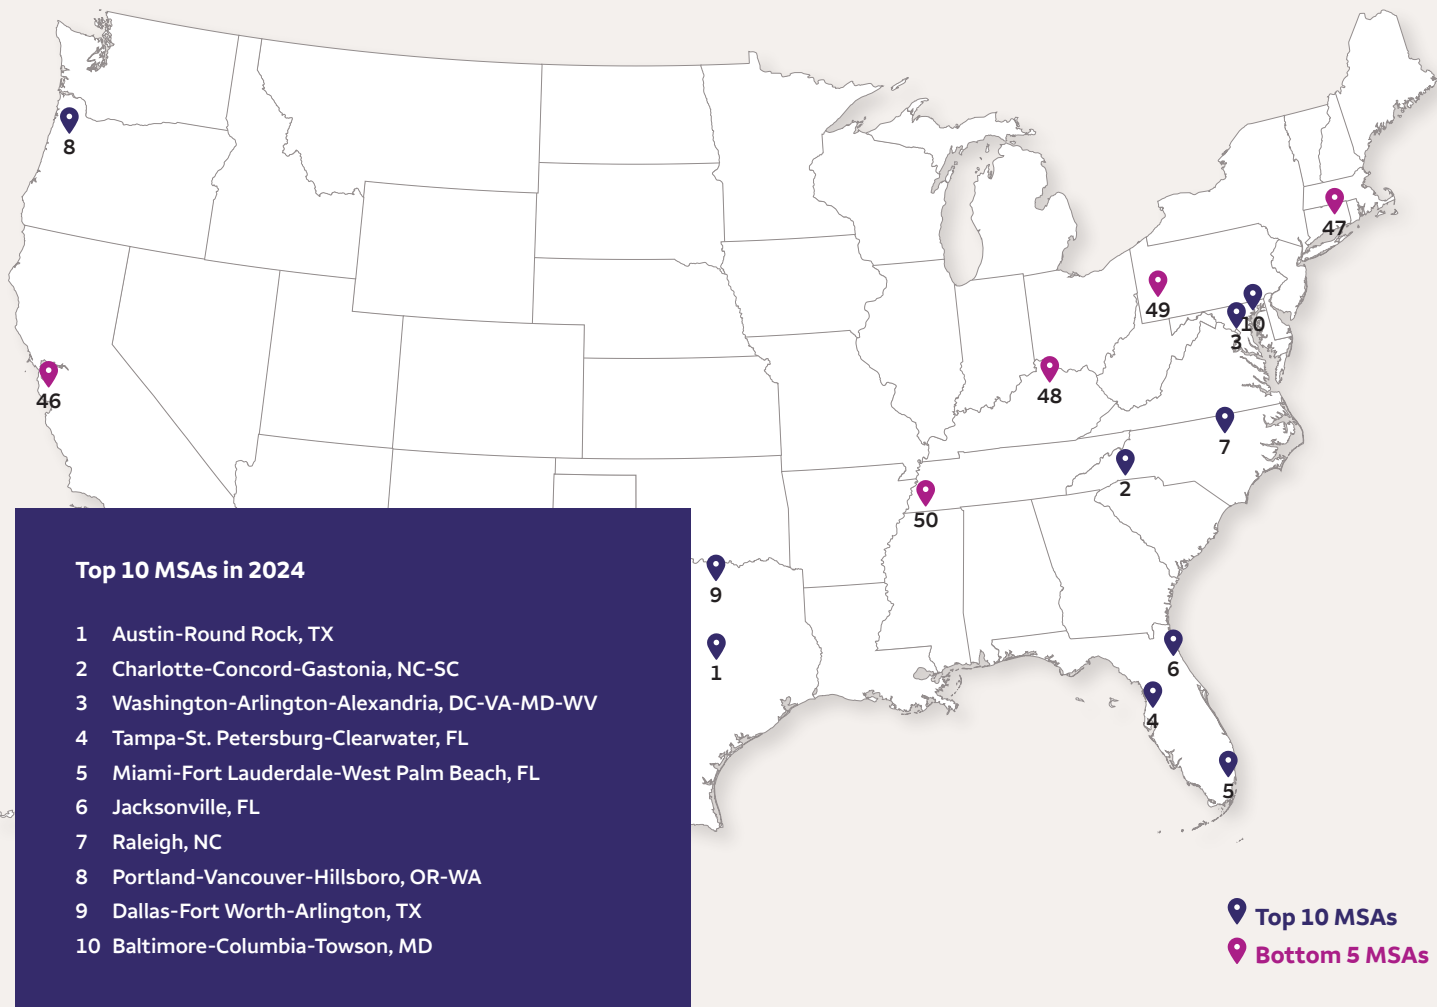 8
47
49
10
3
46
48
7
2
50
9
1
6
4
5
Top 10 MSAs in 2024
1 Austin-Round Rock, TX
2 Charlotte-Concord-Gastonia, NC-SC
3 Washington-Arlington-Alexandria, DC-VA-MD-WV
4 Tampa-St. Petersburg-Clearwater, FL
5 Miami-Fort Lauderdale-West Palm Beach, FL
6 Jacksonville, FL
7 Raleigh, NC
8 Portland-Vancouver-Hillsboro, OR-WA
9 Dallas-Fort Worth-Arlington, TX
10 Baltimore-Columbia-Towson, MD
Top 10 MSAs
Bottom 5 MSAs